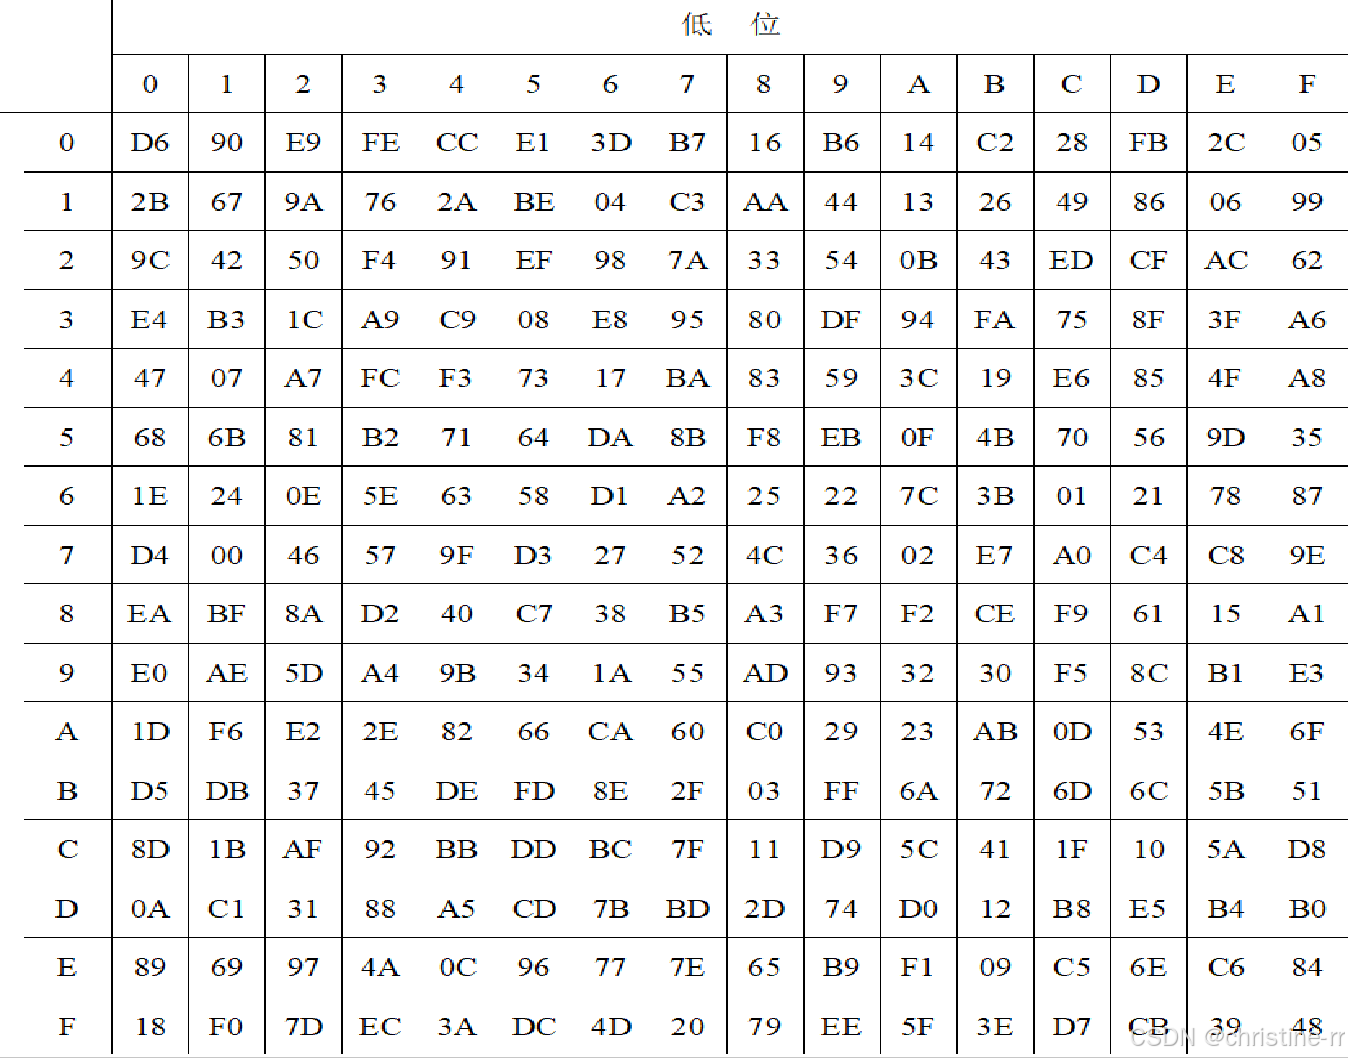 低 位
0 1 2 3 4 5 6 7 8 9 A B C D E F
0 D6 90 E9 FE CC E1 3D B7 16 B6 14 C2 28 FB 2C 05
1 2B 67 9A 76 2A BE 04 C3 AA 44 13 26 49 86 06 99
2 9C 42 50 F4 91 EF 98 7A 33 54 0B 43 ED CF AC 62
3 E4 B3 1C A9 C9 08 E8 95 80 DF 94 FA 75 8F 3F A6
4 47 07 A7 FC F3 73 17 BA 83 59 3C 19 E6 85 4F A8
5 68 6B 81 B2 71 64 DA 8B F8 EB 0F 4B 70 56 9D 35
6 1E 24 0E 5E 63 58 D1 A2 25 22 7C 3B 01 21 78 87
7 D4 00 46 57 9F D3 27 52 4C 36 02 E7 A0 C4 C8 9E
8 EA BF 8A D2 40 C7 38 B5 A3 F7 F2 CE F9 61 15 A1
9 E0 AE 5D A4 9B 34 1A 55 AD 93 32 30 F5 8C B1 E3
A 1D F6 E2 2E 82 66 CA 60 C0 29 23 AB 0D 53 4E 6F
B D5 DB 37 45 DE FD 8E 2F 03 FF 6A 72 6D 6C 5B 51
C 8D 1B AF 92 BB DD BC 7F 11 D9 5C 41 1F 10 5A D8
D 0A C1 31 88 A5 CD 7B BD 2D 74 D0 12 B8 E5 B4 B0
E 89 69 97 4A 0C 96 77 7E 65 B9 F1 09 C5 6E C6 84
F 18 F0 7D EC 3A DC 4D 20 79 EE 5F 3E D7 CB 39 48
CSDN @christine-rr